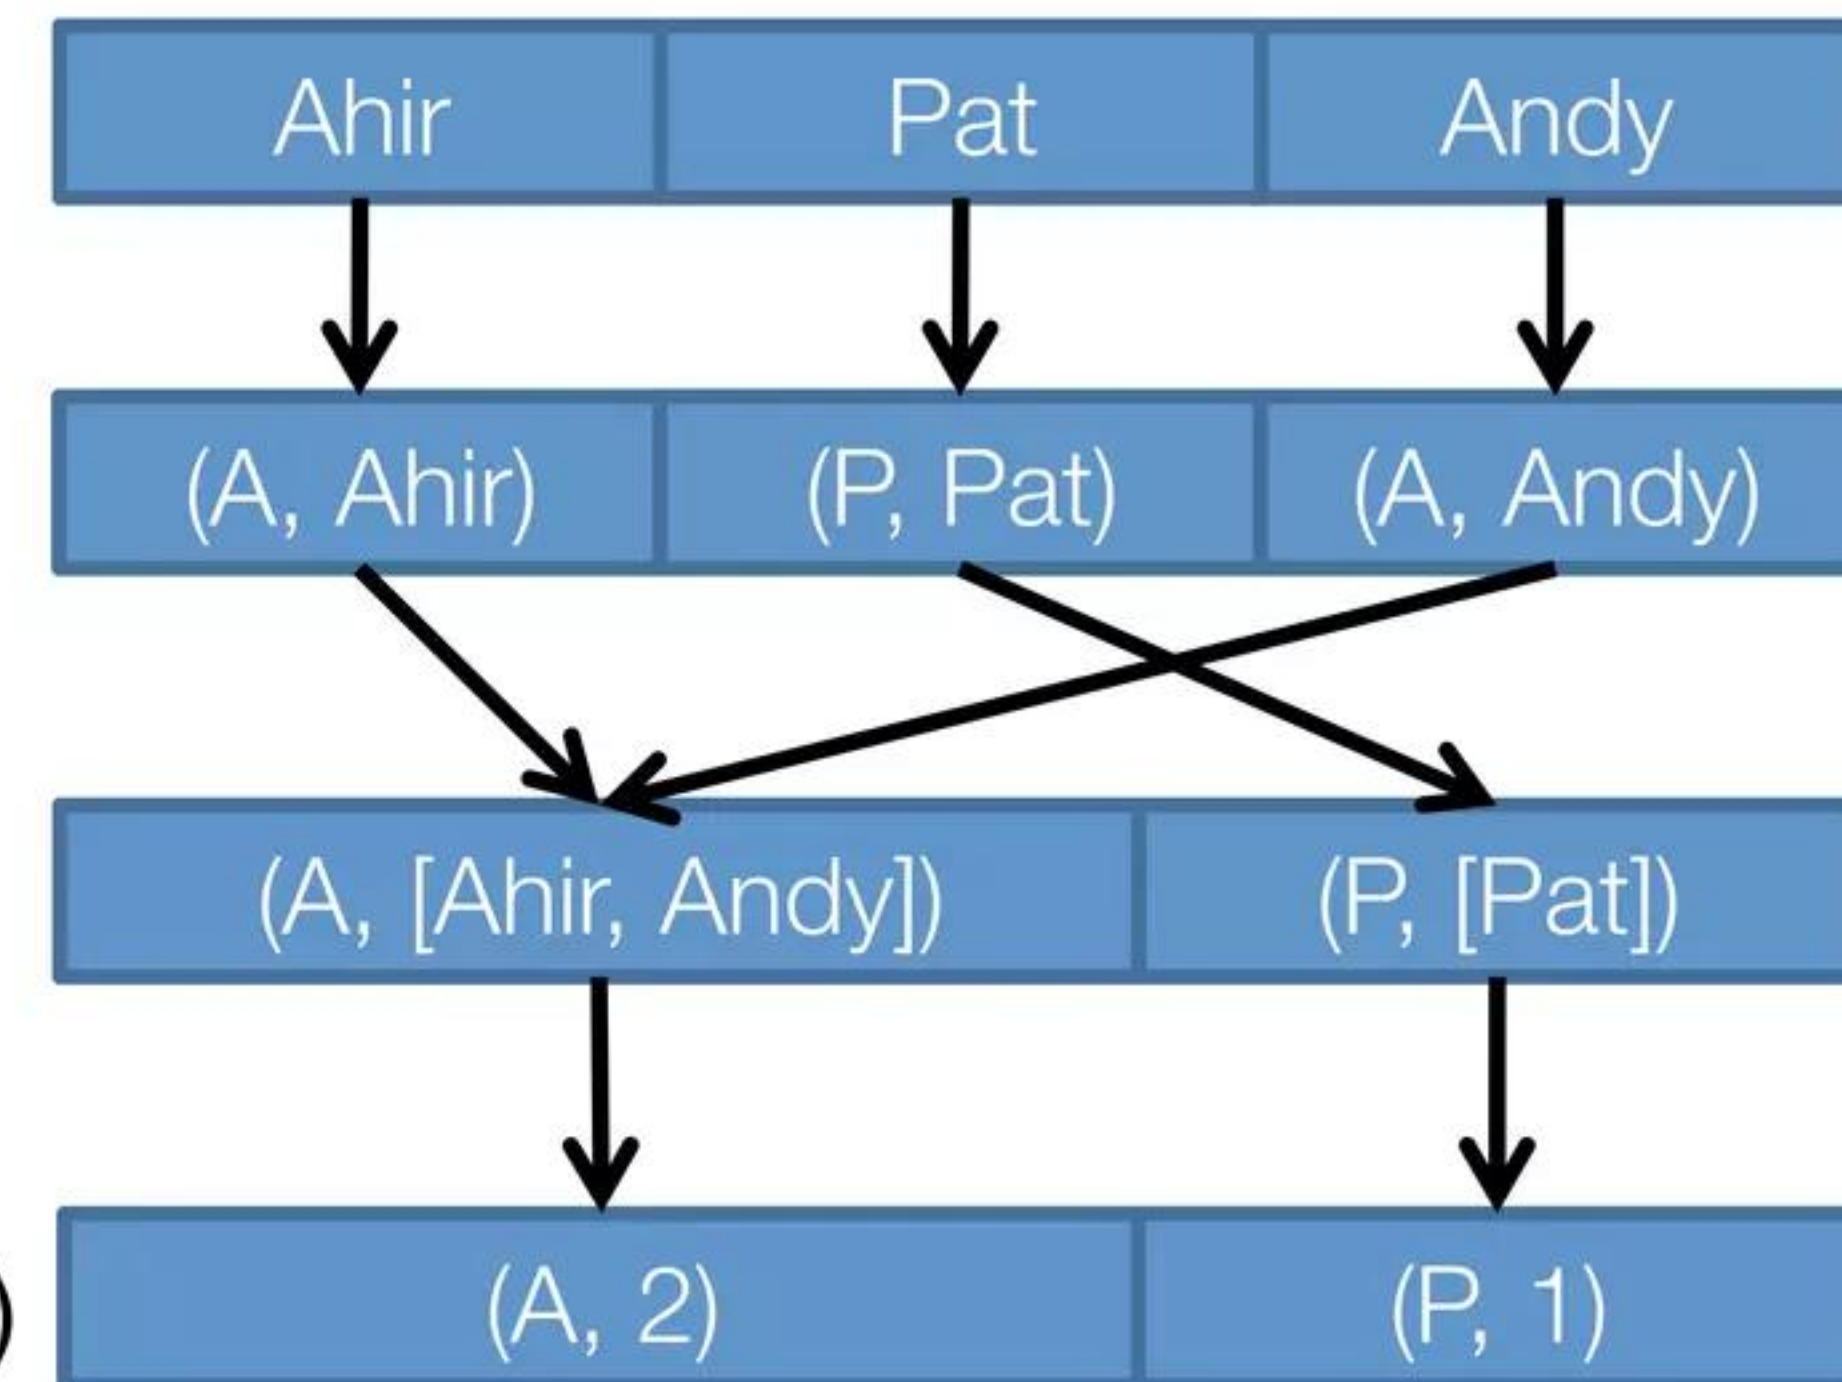 Ahir Pat Andy
(A, Ahir) (P, Pat) (A, Andy)
(A, [Ahir, Andy]) (P, [Pat])
) (A, 2) (P, 1)